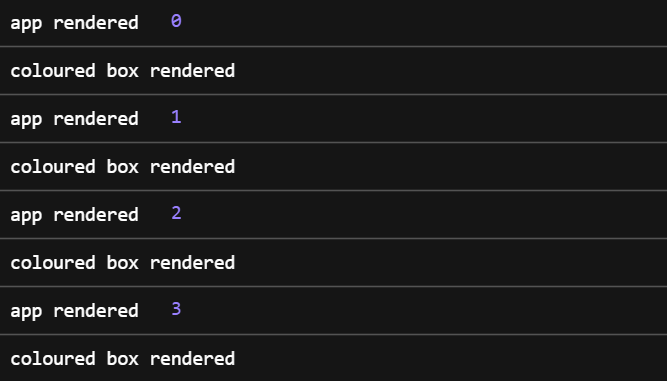 app rendered 0
coloured box rendered
app rendered 1
coloured box rendered
app rendered 2
coloured box rendered
app rendered 3
coloured box rendered